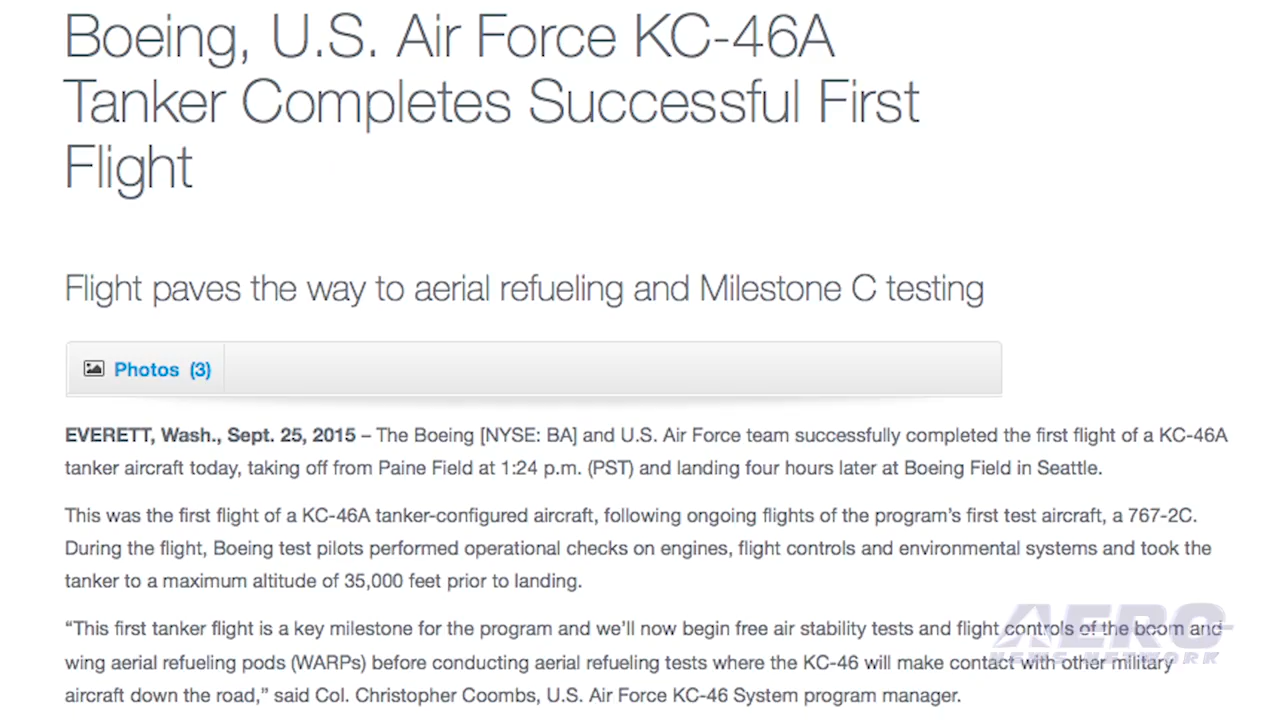 Boeing, U.S. Air Force KC-46A
Tanker Completes Successful First
Flight
Flight paves the way to aerial refueling and Milestone C testing
Photos (3)
EVERETT, Wash., Sept. 25, 2015 – The Boeing [NYSE: BA] and U.S. Air Force team successfully completed the first flight of a KC-46A
tanker aircraft today, taking off from Paine Field at 1:24 p.m. (PST) and landing four hours later at Boeing Field in Seattle.
This was the first flight of a KC-46A tanker-configured aircraft, following ongoing flights of the program’s first test aircraft, a 767-2C.
During the flight, Boeing test pilots performed operational checks on engines, flight controls and environmental systems and took the
tanker to a maximum altitude of 35,000 feet prior to landing.
“This first tanker flight is a key milestone for the program and we’ll now begin free air stability tests and flight controls of the boom and
wing aerial refueling pods (WARPs) before conducting aerial refueling tests where the KC-46 will make contact with other military
aircraft down the road,” said Col. Christopher Coombs, U.S. Air Force KC-46 System program manager.
AERO
NEWS NETWORK